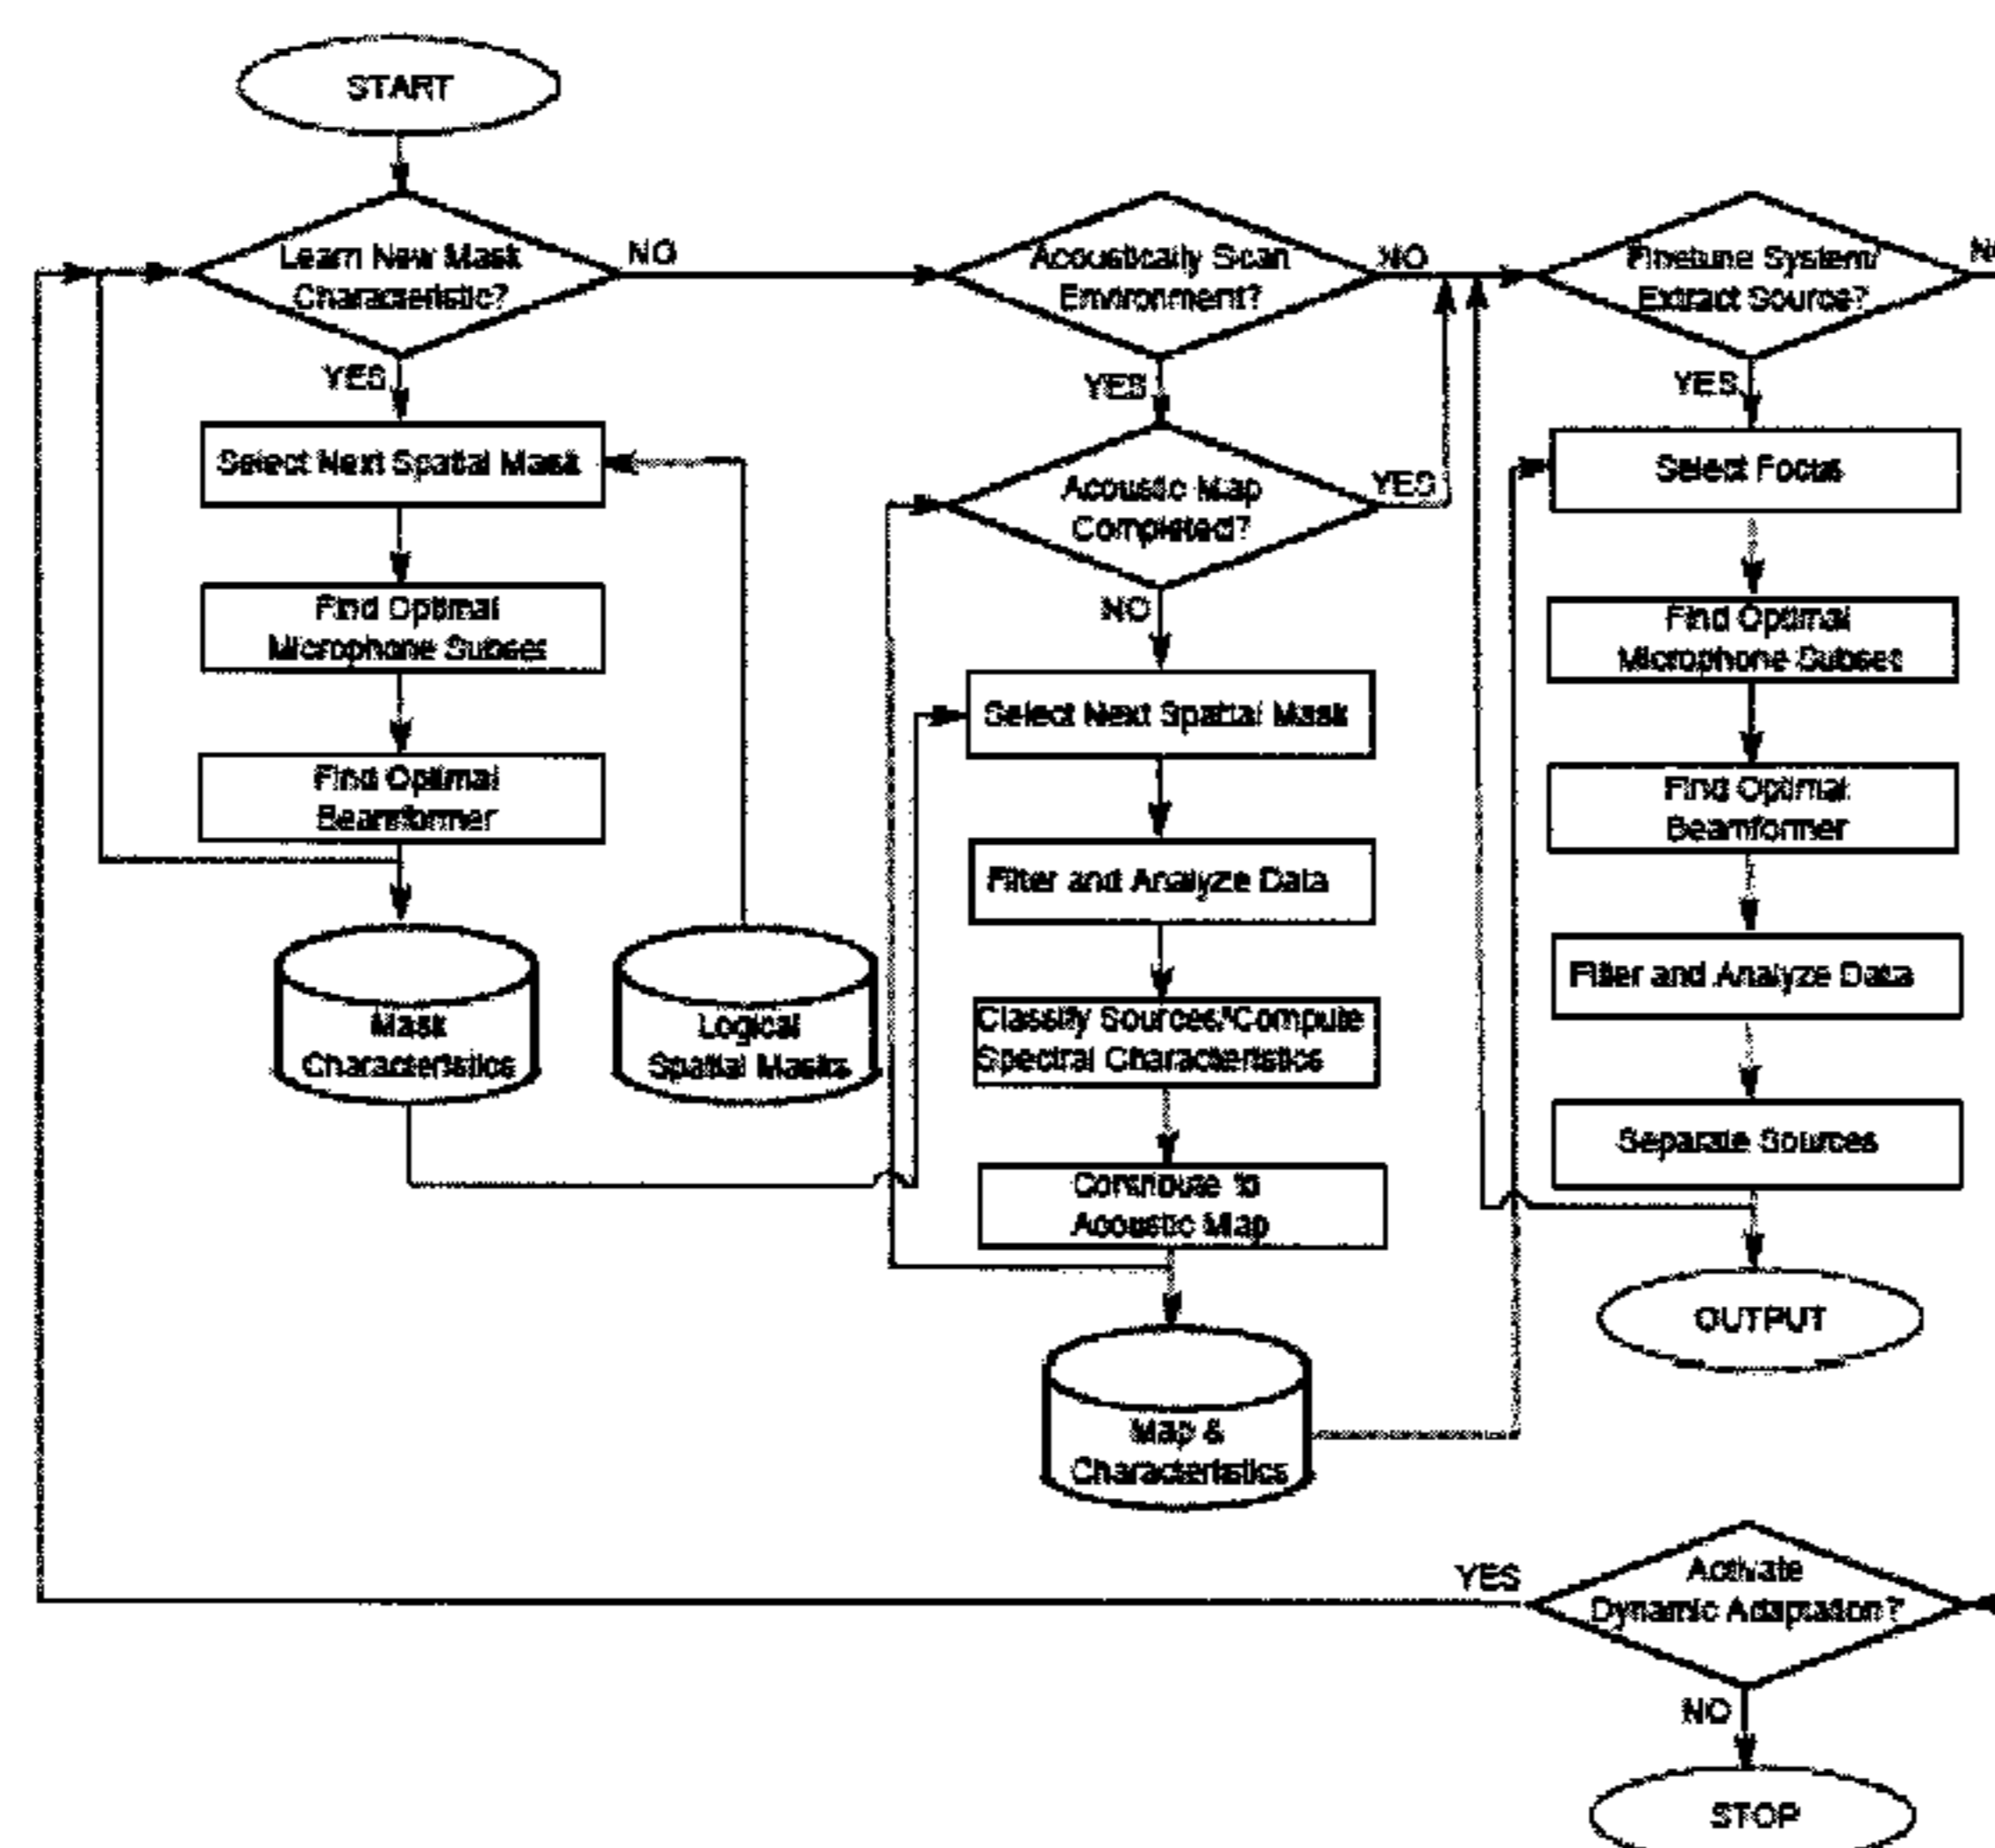 START
Learn New Mask
Characteristic?
NO
YES
Select Next Spatial Mask
Find Optimal
Microphone Subset
Find Optimal
Beamformer
Mask
Characteristics
Logical
Spatial Masks
Acoustically Scan
Environment?
NO
YES
Acoustic Map
Completed?
YES
NO
Select Next Spatial Mask
Filter and Analyze Data
Classify Sources/Compute
Spectral Characteristics
Contribute to
Acoustic Map
Map &
Characteristics
Finetune System/
Extract Source?
YES
Select Focus
Find Optimal
Microphone Subset
Find Optimal
Beamformer
Filter and Analyze Data
Separate Sources
OUTPUT
Activate
Dynamic Adaptation?
YES
NO
STOP